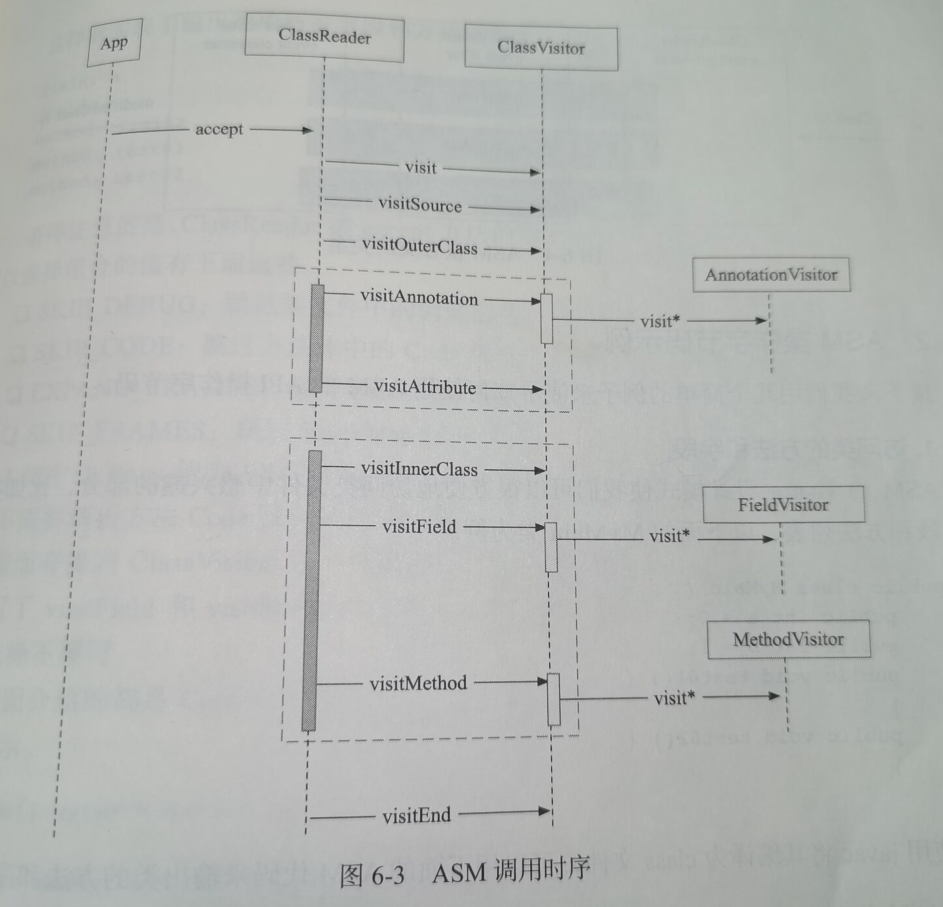 App
ClassReader
ClassVisitor
accept
visit
visitSource
visitOuterClass
AnnotationVisitor
visitAnnotation
visit*
visitAttribute
visitInnerClass
FieldVisitor
visitField
visit*
MethodVisitor
visitMethod
visit*
visitEnd
图 6-3 ASM 调用时序